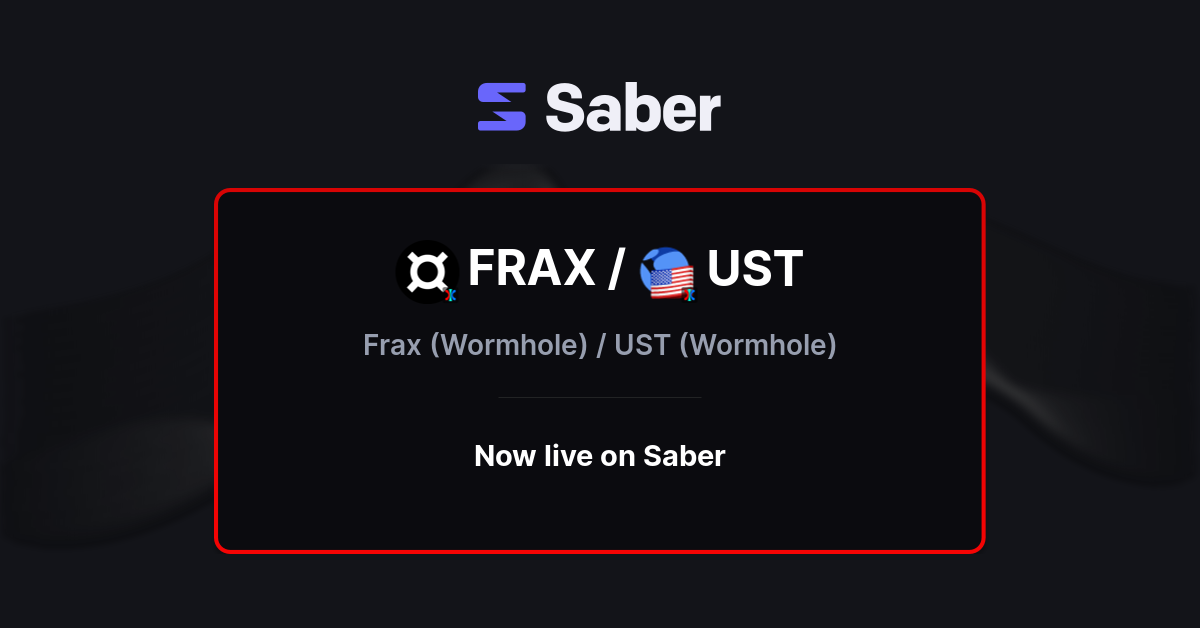 Saber
FRAX / UST
Frax (Wormhole) / UST (Wormhole)
Now live on Saber